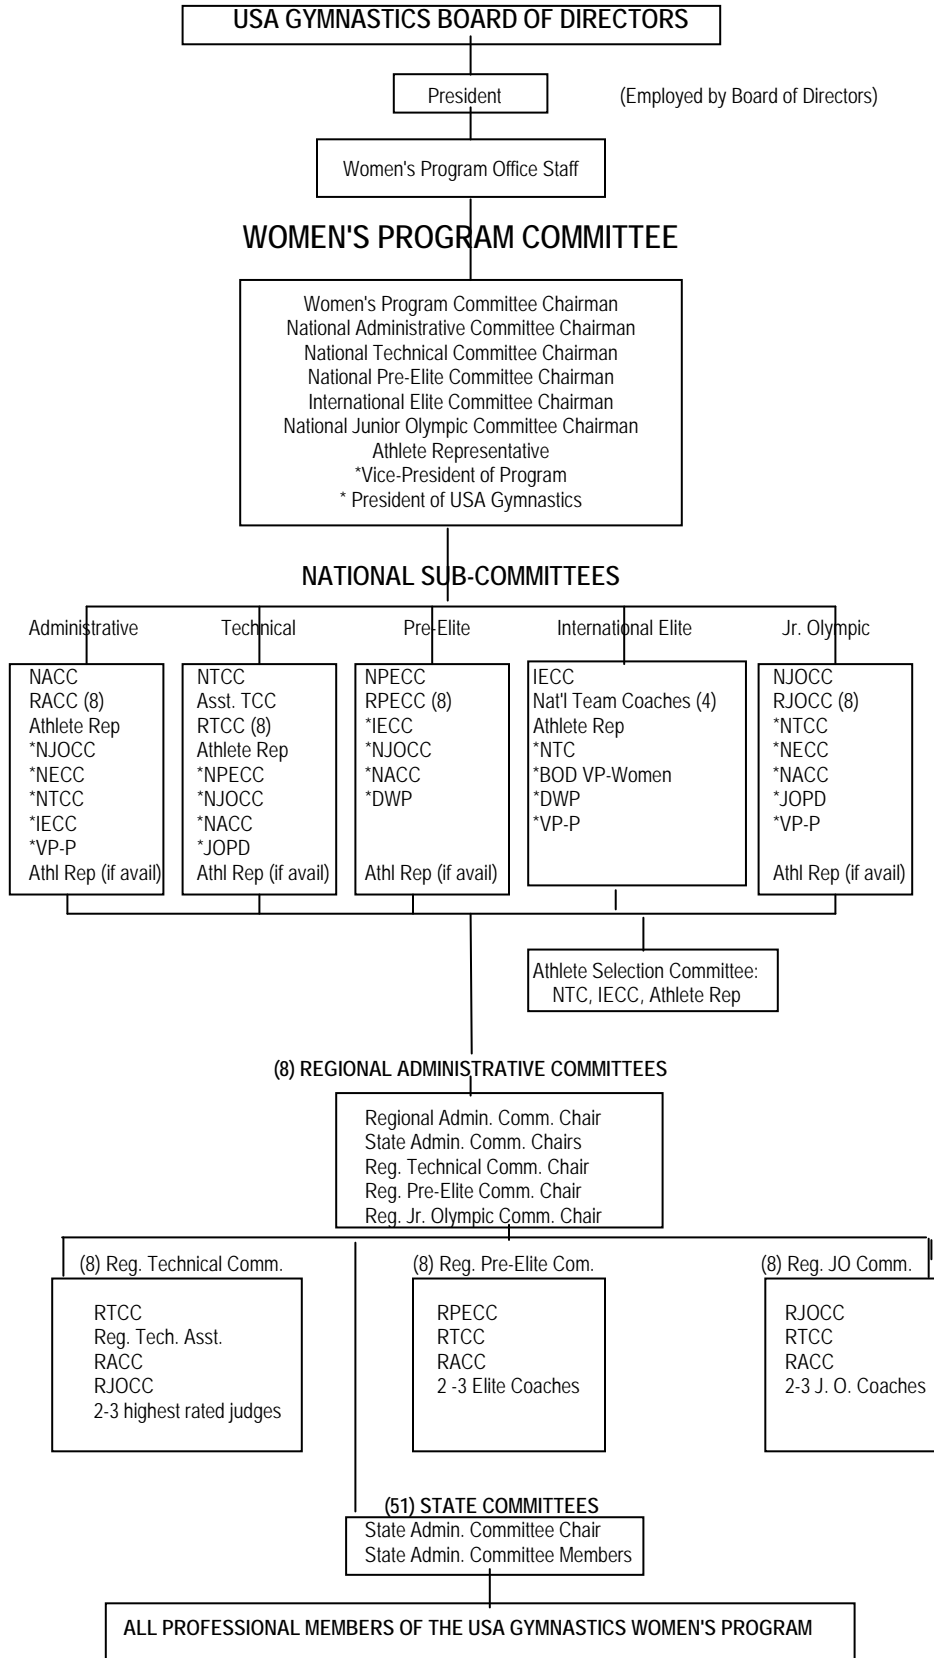 USA GYMNASTICS BOARD OF DIRECTORS
President
(Employed by Board of Directors)
Women's Program Office Staff
WOMEN'S PROGRAM COMMITTEE
Women's Program Committee Chairman
National Administrative Committee Chairman
National Technical Committee Chairman
National Pre-Elite Committee Chairman
International Elite Committee Chairman
National Junior Olympic Committee Chairman
Athlete Representative
*Vice-President of Program
* President of USA Gymnastics
NATIONAL SUB-COMMITTEES
Administrative
NACC
RACC (8)
Athlete Rep
*NJOCC
*NECC
*NTCC
*IECC
*VP-P
Athl Rep (if avail)
Technical
NTCC
Asst. TCC
RTCC (8)
Athlete Rep
*NPECC
*NJOCC
*NACC
*JOPD
Athl Rep (if avail)
Pre-Elite
NPECC
RPECC (8)
*IECC
*NJOCC
*NACC
*DWP
Athl Rep (if avail)
International Elite
IECC
Nat'l Team Coaches (4)
Athlete Rep
*NTC
*BOD VP-Women
*DWP
*VP-P
Jr. Olympic
NJOCC
RJOCC (8)
*NTCC
*NECC
*NACC
*JOPD
*VP-P
Athl Rep (if avail)
Athlete Selection Committee:
NTC, IECC, Athlete Rep
(8) REGIONAL ADMINISTRATIVE COMMITTEES
Regional Admin. Comm. Chair
State Admin. Comm. Chairs
Reg. Technical Comm. Chair
Reg. Pre-Elite Comm. Chair
Reg. Jr. Olympic Comm. Chair
(8) Reg. Technical Comm.
RTCC
Reg. Tech. Asst.
RACC
RJOCC
2-3 highest rated judges
(8) Reg. Pre-Elite Com.
RPECC
RTCC
RACC
2 -3 Elite Coaches
(8) Reg. JO Comm.
RJOCC
RTCC
RACC
2-3 J. O. Coaches
(51) STATE COMMITTEES
State Admin. Committee Chair
State Admin. Committee Members
ALL PROFESSIONAL MEMBERS OF THE USA GYMNASTICS WOMEN'S PROGRAM